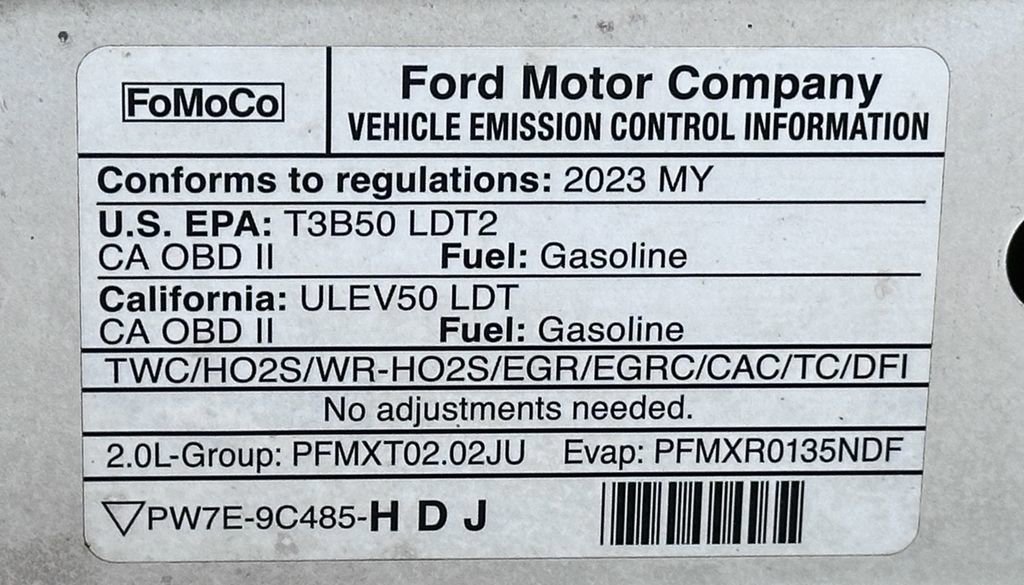 FoMoCo
Ford Motor Company
VEHICLE EMISSION CONTROL INFORMATION
Conforms to regulations: 2023 MY
U.S. EPA: T3B50 LDT2
CA OBD II Fuel: Gasoline
California: ULEV50 LDT
CA OBD II Fuel: Gasoline
TWC/HO2S/WR-HO2S/EGR/EGRC/CAC/TC/DFI
No adjustments needed.
2.0L-Group: PFMXT02.02JU Evap: PFMXR0135NDF
PW7E-9C485-H D J